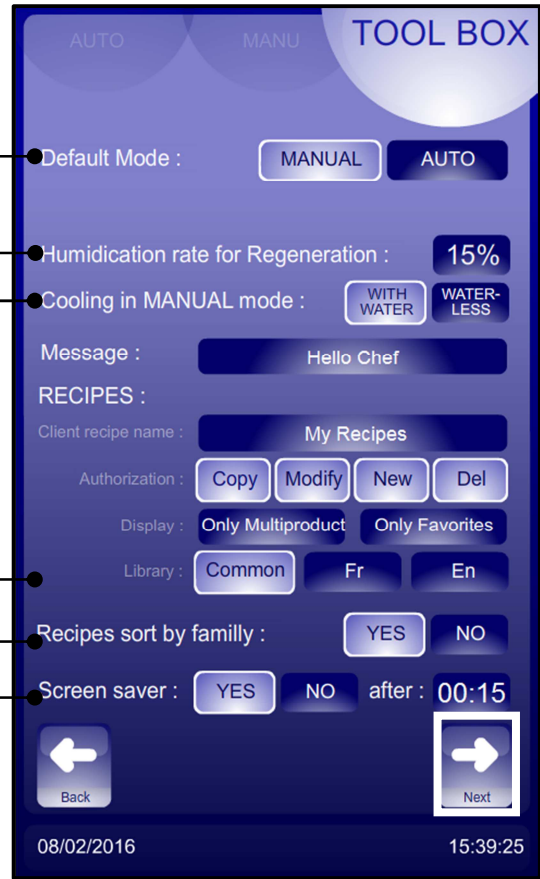 AUTO MANU TOOL BOX
Default Mode : MANUAL AUTO
Humidication rate for Regeneration : 15%
Cooling in MANUAL mode : WITH WATER WATER-LESS
Message : Hello Chef
RECIPES :
Client recipe name : My Recipes
Authorization : Copy Modify New Del
Display : Only Multiproduct Only Favorites
Library : Common Fr En
Recipes sort by familly : YES NO
Screen saver : YES NO after : 00:15
Back Next
08/02/2016 15:39:25